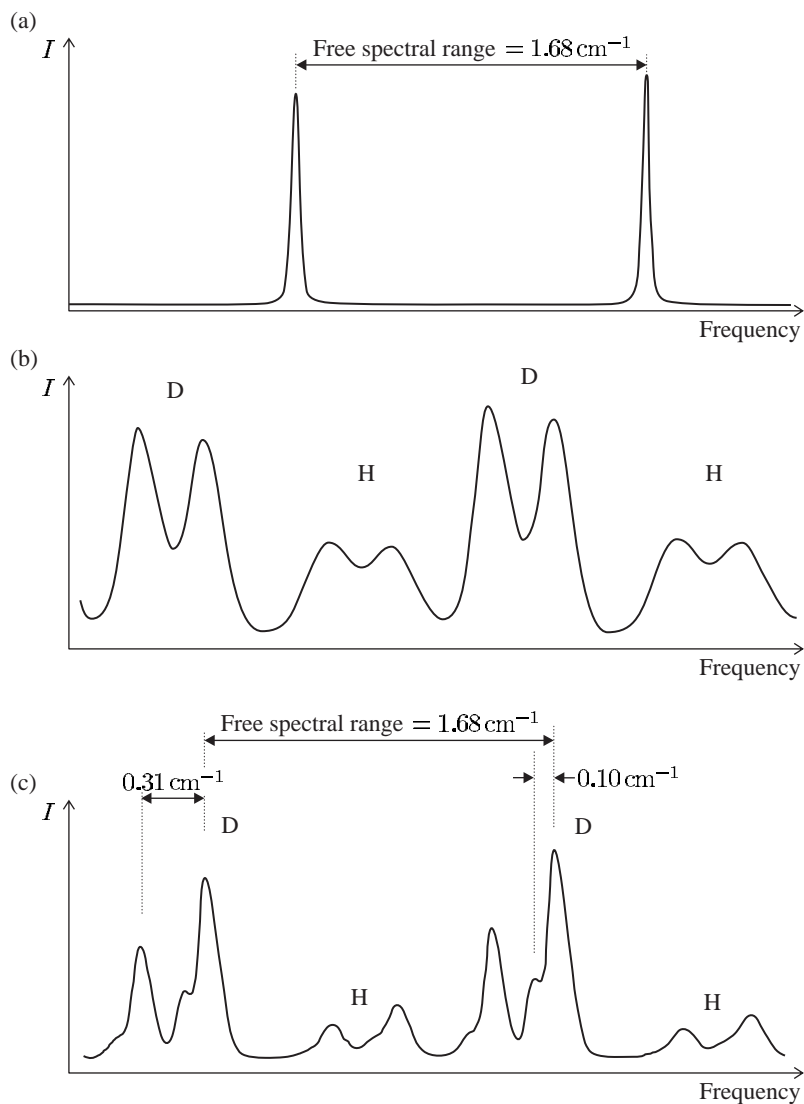 (a)
I
Free spectral range = 1.68 cm⁻¹
Frequency
(b)
I
D
D
H
H
Frequency
Free spectral range = 1.68 cm⁻¹
0.31 cm⁻¹
0.10 cm⁻¹
(c)
I
D
D
H
H
Frequency